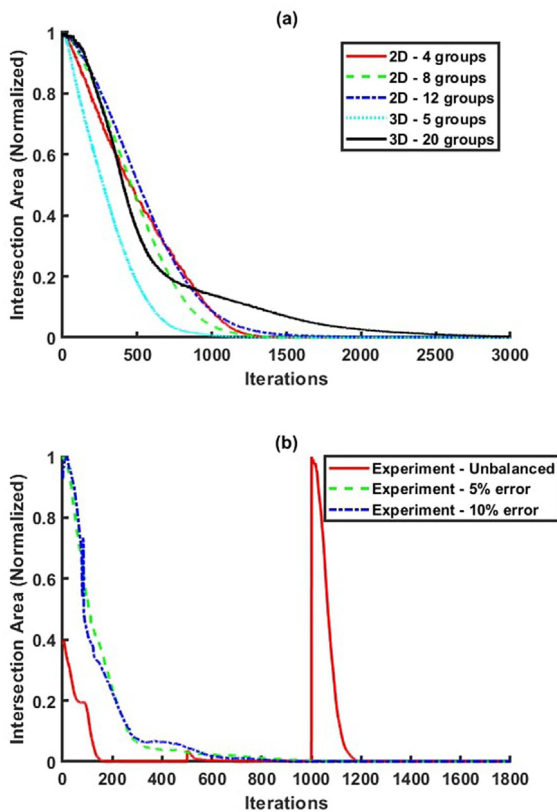 (a)
Intersection Area (Normalized)
1
0.8
0.6
0.4
0.2
0
2D - 4 groups
2D - 8 groups
2D - 12 groups
3D - 5 groups
3D - 20 groups
0 500 1000 1500 2000 2500 3000
Iterations
(b)
Intersection Area (Normalized)
1
0.8
0.6
0.4
0.2
0
Experiment - Unbalanced
Experiment - 5% error
Experiment - 10% error
0 200 400 600 800 1000 1200 1400 1600 1800
Iterations